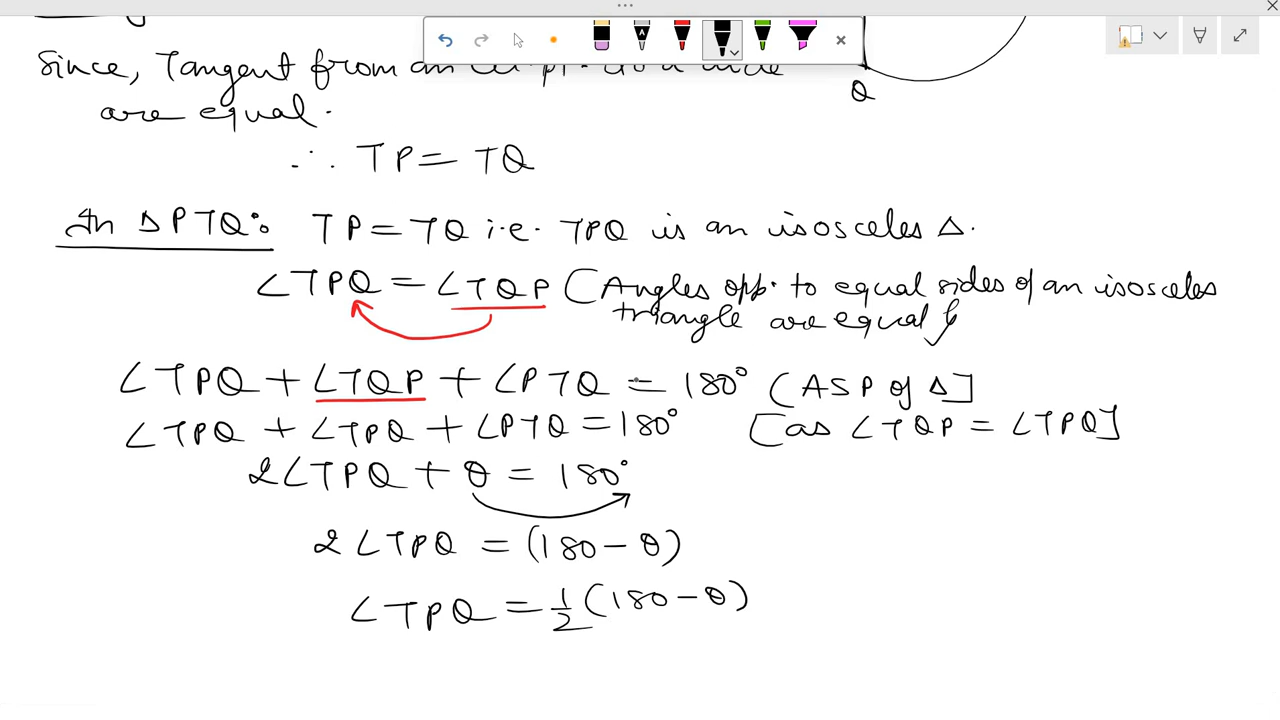 Since, Tangent from an
are equal.
∴ TP = TQ
Q
In Δ PTQ: TP = TQ i.e. TPQ is an isosceles Δ.
∠TPQ = ∠TQP (Angles opp. to equal sides of an isosceles
triangle are equal}
∠TPQ + ∠TQP + ∠PTQ = 180° (ASP of Δ]
∠TPQ + ∠TPQ + ∠PTQ = 180° [as ∠TQP = ∠TPQ]
2∠TPQ + θ = 180°
2∠TPQ = (180 - θ)
∠TPQ = 1/2 (180 - θ)